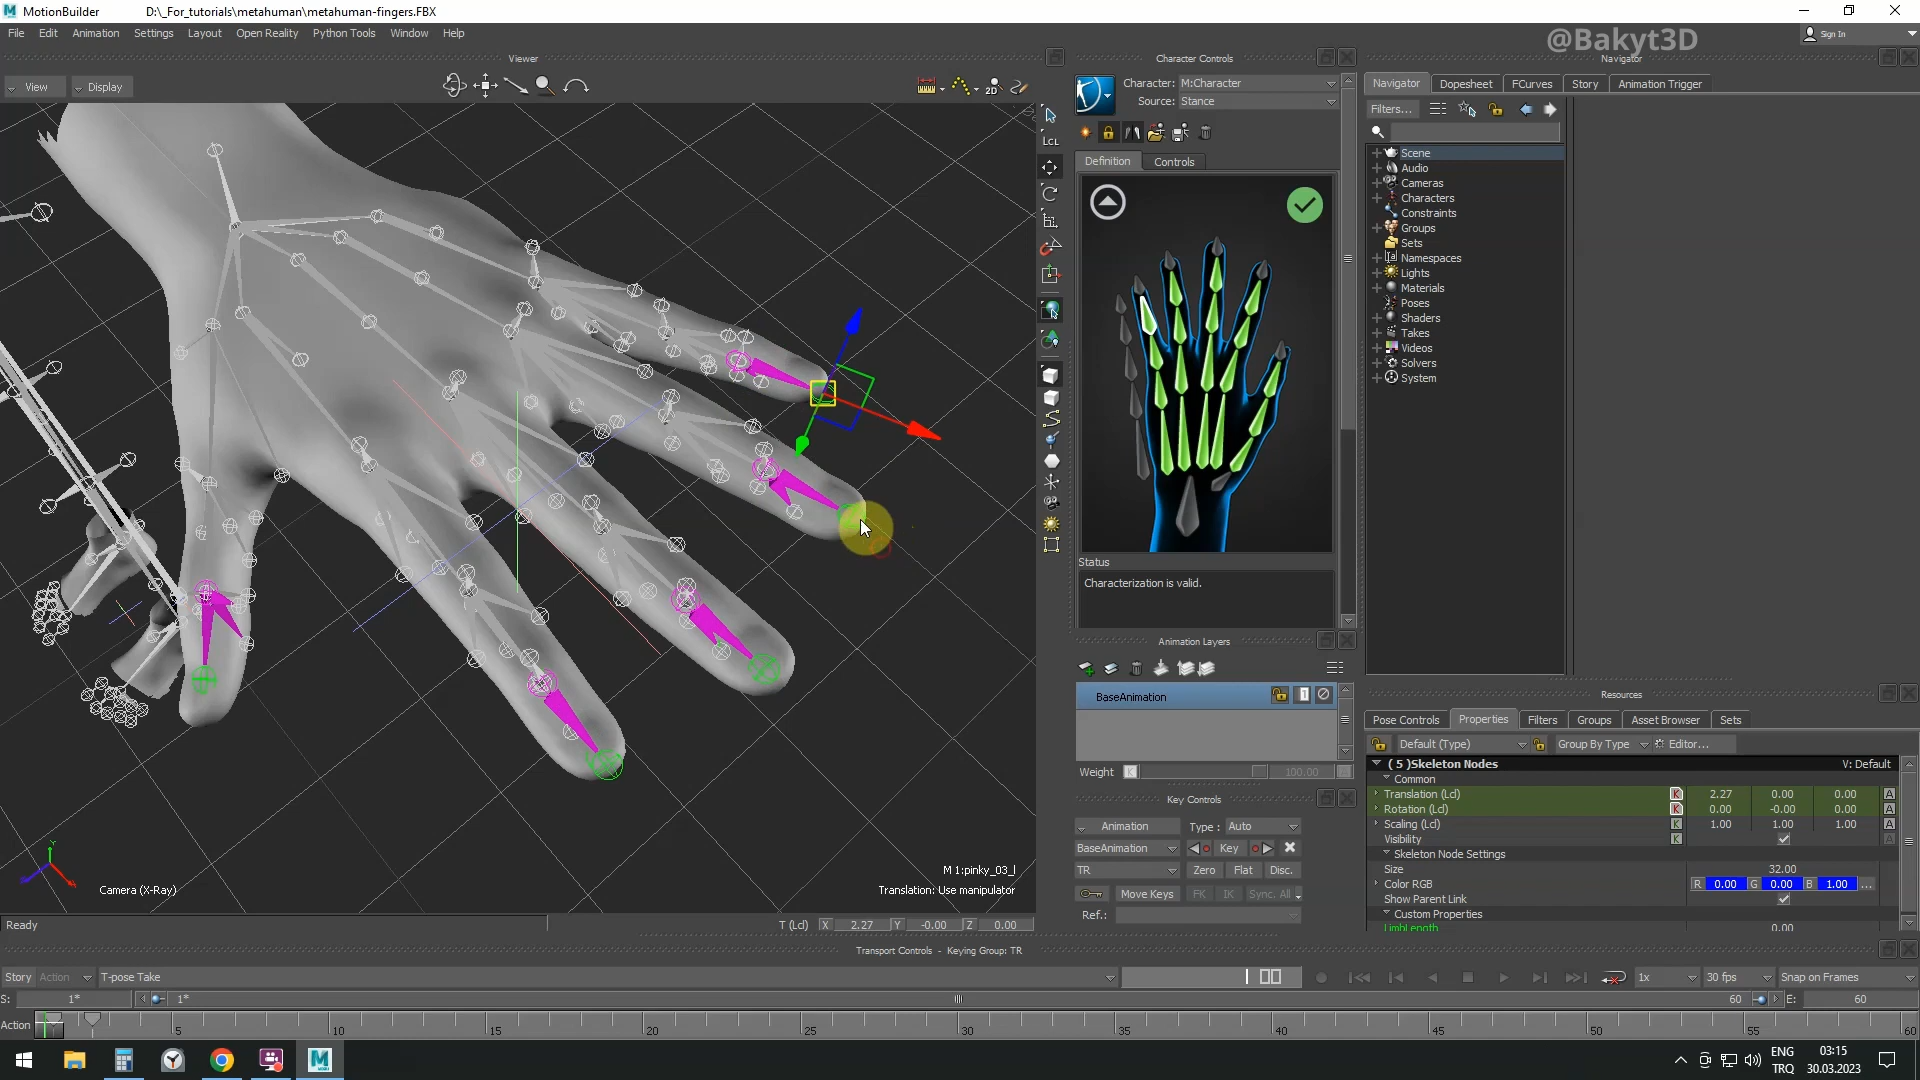 MotionBuilder
D:\_For_tutorials\metahuman\metahuman-fingers.FBX
File Edit Animation Settings Layout Open Reality Python Tools Window Help
@Bakyt3D
Sign In
Viewer
Character Controls
Navigator
View Display
2D
Character: M:Character
Source: Stance
Navigator Dopesheet FCurves Story Animation Trigger
Filters...
LCL
Definition Controls
Scene
Audio
Cameras
Characters
Constraints
Groups
Sets
Namespaces
Lights
Materials
Poses
Shaders
Takes
Videos
Solvers
System
Status
Characterization is valid.
Animation Layers
BaseAnimation
Weight K 100.00
Key Controls
Animation Type : Auto
BaseAnimation Key
TR Zero Flat Disc.
Move Keys FK IK Sync. All
Ref.:
Resources
Pose Controls Properties Filters Groups Asset Browser Sets
Default (Type) Group By Type Editor...
( 5 )Skeleton Nodes V: Default
Common
Translation (Lcl) K 2.27 0.00 0.00 A
Rotation (Lcl) K 0.00 -0.00 0.00 A
Scaling (Lcl) K 1.00 1.00 1.00 A
Visibility K
Skeleton Node Settings
Size 32.00
Color RGB R 0.00 G 0.00 B 1.00 ...
Show Parent Link
Custom Properties
LimbLength 0.00
Camera (X-Ray)
M 1:pinky_03_l
Translation: Use manipulator
Ready
T (Lcl) X 2.27 Y -0.00 Z 0.00
Transport Controls - Keying Group: TR
Story Action T-pose Take
1x 30 fps Snap on Frames
S: 1* 1* 60 E: 60
Action 5 10 15 20 25 30 35 40 45 50 55 60
ENG
TRQ
03:15
30.03.2023